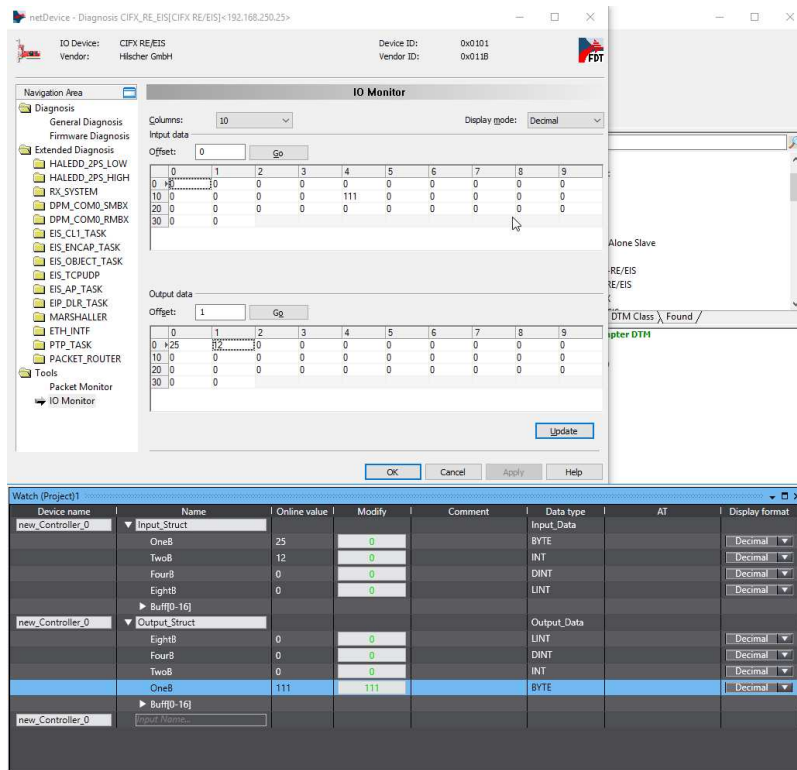 netDevice - Diagnosis CIFX_RE_EIS[CIFX RE/EIS]<192.168.250.25>
IO Device: CIFX RE/EIS Device ID: 0x0101
Vendor: Hilscher GmbH Vendor ID: 0x011B
FDT
Navigation Area
Diagnosis
General Diagnosis
Firmware Diagnosis
Extended Diagnosis
HALEDD_2PS_LOW
HALEDD_2PS_HIGH
RX_SYSTEM
DPM_COM0_SMBX
DPM_COM0_RMBX
EIS_CL1_TASK
EIS_ENCAP_TASK
EIS_OBJECT_TASK
EIS_TCPUDP
EIS_AP_TASK
EIP_DLR_TASK
MARSHALLER
ETH_INTF
PTP_TASK
PACKET_ROUTER
Tools
Packet Monitor
IO Monitor
IO Monitor
Columns: 10 Display mode: Decimal
Intput data
Offset: 0 Go
0 1 2 3 4 5 6 7 8 9
0 0 0 0 0 0 0 0 0 0 0
10 0 0 0 0 111 0 0 0 0 0
20 0 0 0 0 0 0 0 0 0 0
30 0 0
Output data
Offset: 1 Go
0 1 2 3 4 5 6 7 8 9
0 25 12 0 0 0 0 0 0 0 0
10 0 0 0 0 0 0 0 0 0 0
20 0 0 0 0 0 0 0 0 0 0
30 0 0
Update
OK Cancel Apply Help
Alone Slave
-RE/EIS
RE/EIS
DTM Class Found
pter DTM
Watch (Project)1
Device name Name Online value Modify Comment Data type AT Display format
new_Controller_0 Input_Struct Input_Data
OneB 25 0 BYTE Decimal
TwoB 12 0 INT Decimal
FourB 0 0 DINT Decimal
EightB 0 0 LINT Decimal
Buff[0-16]
new_Controller_0 Output_Struct Output_Data
EightB 0 0 LINT Decimal
FourB 0 0 DINT Decimal
TwoB 0 0 INT Decimal
OneB 111 111 BYTE Decimal
Buff[0-16]
new_Controller_0 Input Name...